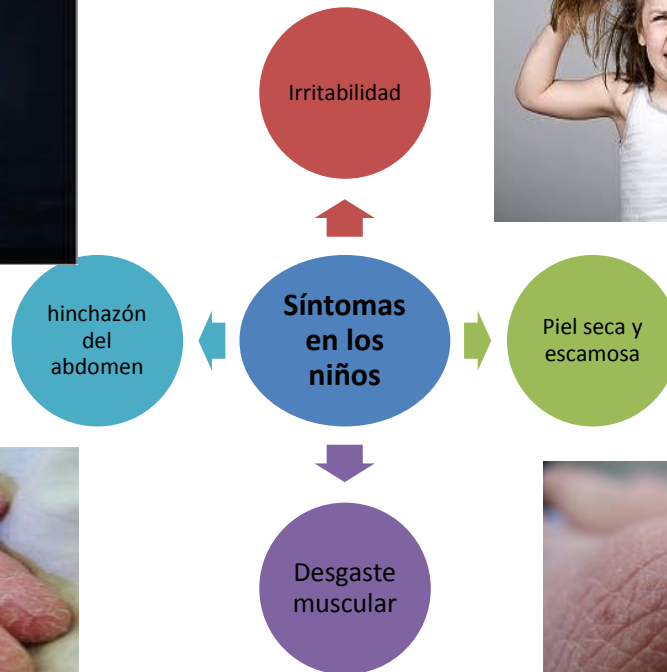 Irritabilidad
hinchazón
del
abdomen
Síntomas
en los
niños
Piel seca y
escamosa
Desgaste
muscular